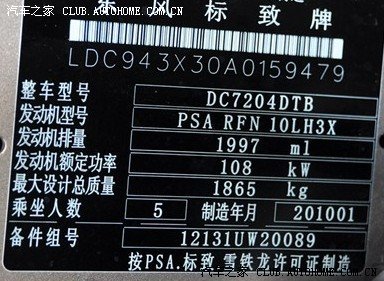 汽车之家 CAR.AUTOHOME.COM.CN
东风标致牌
LDC943X30A0159479
整车型号 DC7204DTB
发动机型号 PSA RFN 10LH3X
发动机排量 1997 ml
发动机额定功率 108 kW
最大设计总质量 1865 kg
乘坐人数 5 制造年月 201001
备件组号 12131UW20089
按PSA.标致雪铁龙许可证制造
汽车之家 CAR.AUTOHOME.COM.CN